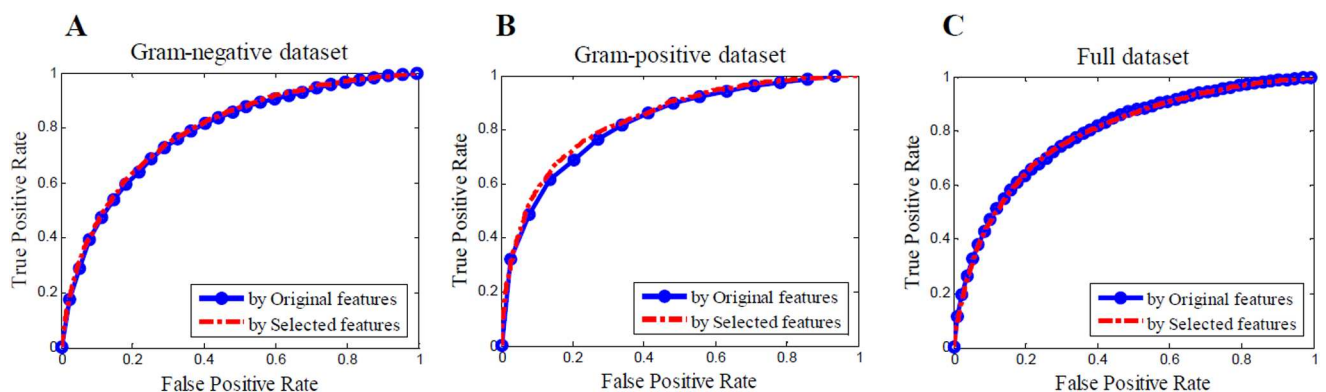 A
Gram-negative dataset
True Positive Rate
1
0.8
0.6
0.4
0.2
0
0 0.2 0.4 0.6 0.8 1
False Positive Rate
by Original features
by Selected features
B
Gram-positive dataset
True Positive Rate
1
0.8
0.6
0.4
0.2
0
0 0.2 0.4 0.6 0.8 1
False Positive Rate
by Original features
by Selected features
C
Full dataset
True Positive Rate
1
0.8
0.6
0.4
0.2
0
0 0.2 0.4 0.6 0.8 1
False Positive Rate
by Original features
by Selected features